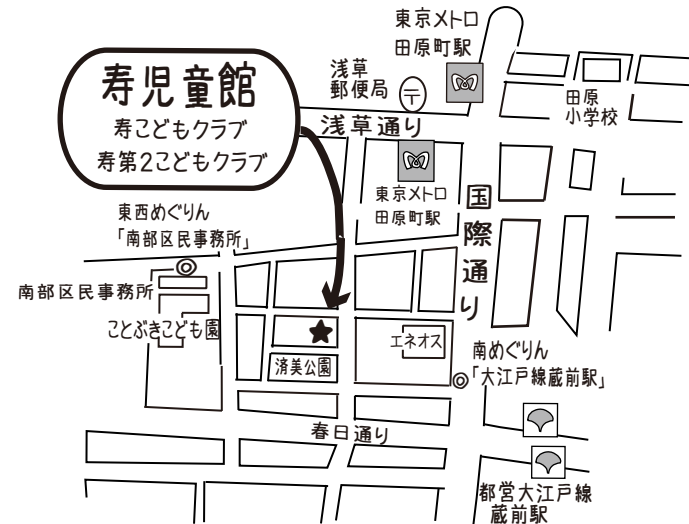 東京メトロ
田原町駅
寿児童館
寿こどもクラブ
寿第2こどもクラブ
浅草
郵便局
〒
田原
小学校
浅草通り
東京メトロ
田原町駅
国際通り
東西めぐりん
「南部区民事務所」
南部区民事務所
ことぶきこども園
エネオス
済美公園
南めぐりん
「大江戸線蔵前駅」
春日通り
都営大江戸線
蔵前駅